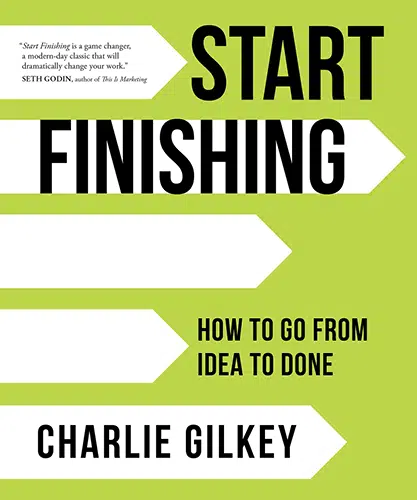 "Start Finishing is a game changer,
a modern-day classic that will
dramatically change your work."
SETH GODIN, author of This Is Marketing
START
FINISHING
HOW TO GO FROM
IDEA TO DONE
CHARLIE GILKEY